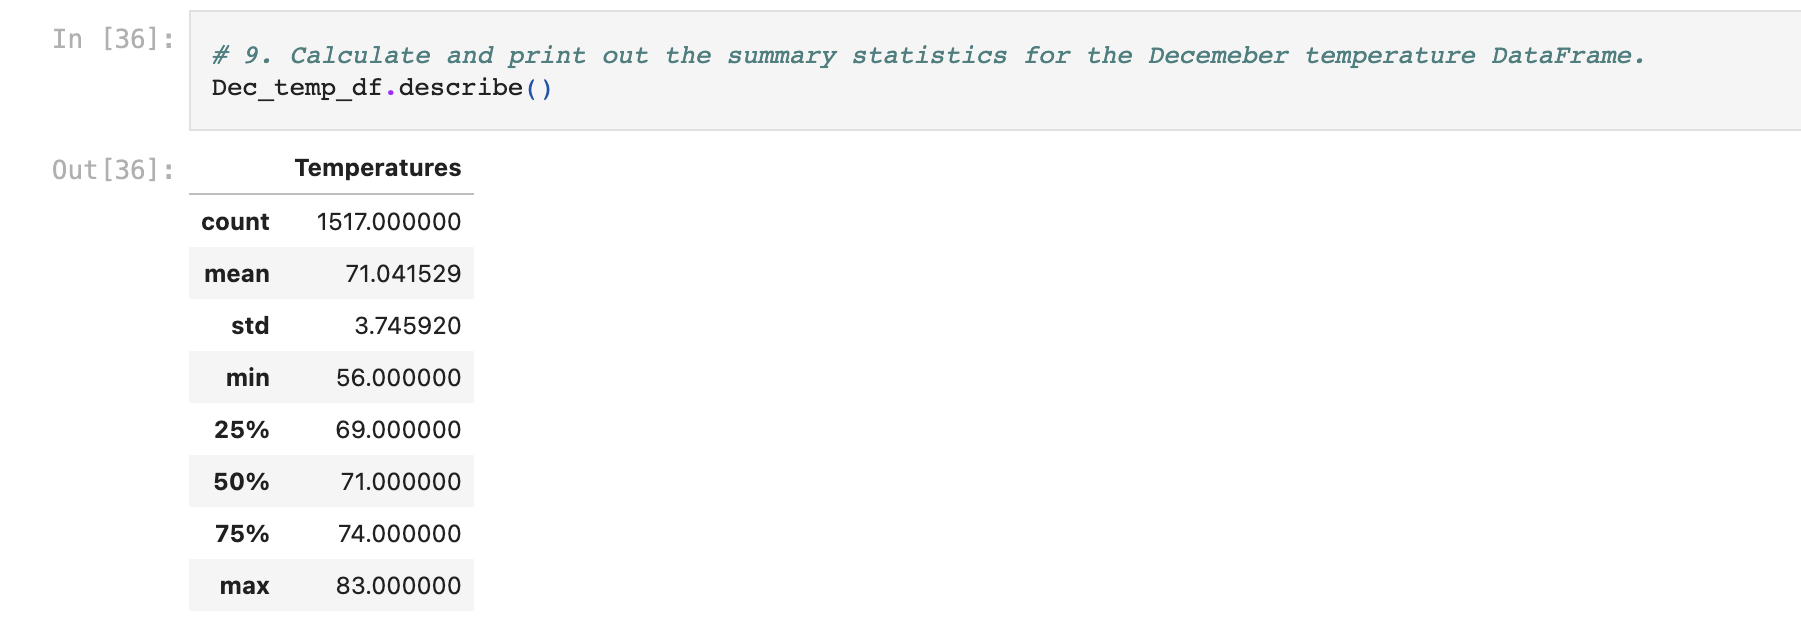 In [36]:
# 9. Calculate and print out the summary statistics for the Decemeber temperature DataFrame.
Dec_temp_df.describe()
Out[36]:
Temperatures
count 1517.000000
mean 71.041529
std 3.745920
min 56.000000
25% 69.000000
50% 71.000000
75% 74.000000
max 83.000000